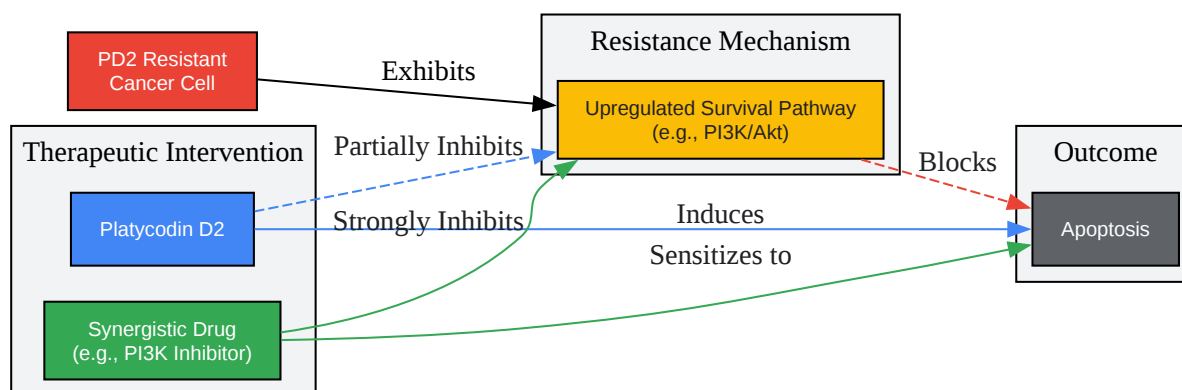 PD2 Resistant
Cancer Cell
Exhibits
Resistance Mechanism
Upregulated Survival Pathway
(e.g., PI3K/Akt)
Therapeutic Intervention
Partially Inhibits
Blocks
Outcome
Platycodin D2
Strongly Inhibits
Induces
Apoptosis
Sensitizes to
Synergistic Drug
(e.g., PI3K Inhibitor)